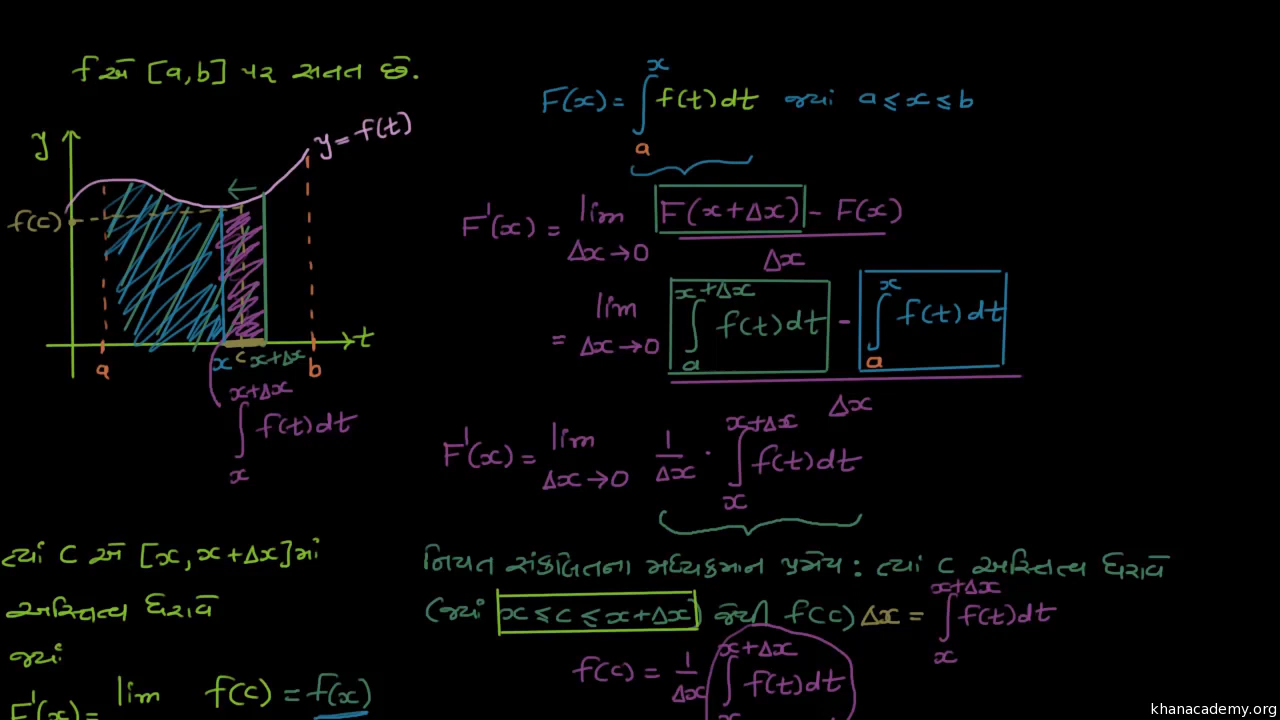 f એ [a,b] પર સતત છે.
y
y = f(t)
f(c)
t
a
x c x+Δx
b
∫ₓ^(x+Δx) f(t)dt
F(x) = ∫ₐ^x f(t)dt જ્યાં a ≤ x ≤ b
F'(x) = lim Δx→0 (F(x+Δx) - F(x)) / Δx
= lim Δx→0 (∫ₐ^(x+Δx) f(t)dt - ∫ₐ^x f(t)dt) / Δx
F'(x) = lim Δx→0 1/Δx · ∫ₓ^(x+Δx) f(t)dt
ત્યાં c એ [x, x+Δx]માં
અસ્તિત્વ ધરાવે
જ્યાં
F'(x) = lim f(c) = f(x)
નિયત સંકલિતના મધ્યકમાન પ્રમેય : ત્યાં c અસ્તિત્વ ધરાવે
(જ્યાં x ≤ c ≤ x+Δx) જેથી f(c) Δx = ∫ₓ^(x+Δx) f(t)dt
f(c) = 1/Δx ∫ₓ^(x+Δx) f(t)dt
khanacademy.org